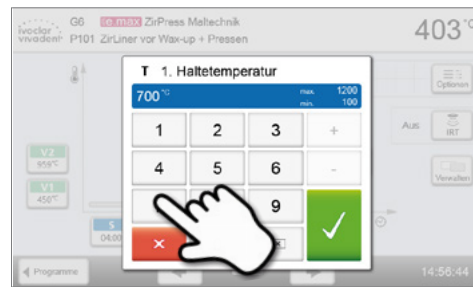 ivoclar
vivadent
G6 IPS e.max ZirPress Maltechnik
P101 ZirLiner vor Wax-up + Pressen
403 °C
T 1. Haltetemperatur
700 °C
max. 1200
min. 100
1 2 3 +
4 5 6 -
9
Optionen
Aus
IRT
Verwalten
V2
959°C
V1
450°C
S
04:00
Programme
14:56:44